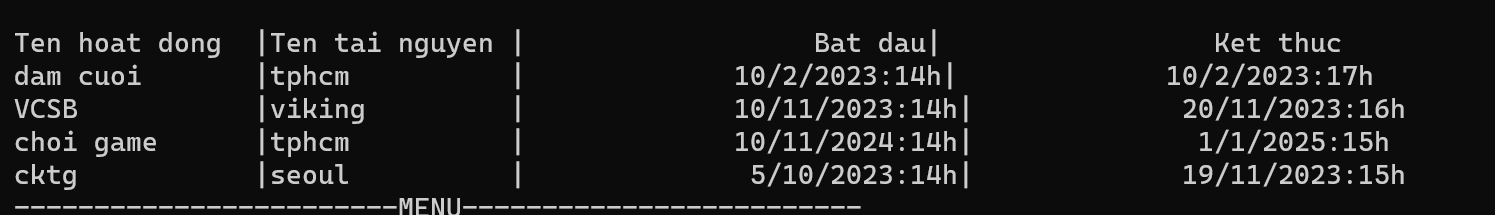 Ten hoat dong  |Ten tai nguyen |                  Bat dau|                 Ket thuc
dam cuoi       |tphcm          |             10/2/2023:14h|             10/2/2023:17h
VCSB           |viking         |             10/11/2023:14h|             20/11/2023:16h
choi game      |tphcm          |             10/11/2024:14h|              1/1/2025:15h
cktg           |seoul          |              5/10/2023:14h|             19/11/2023:15h
------------------------MENU-------------------------